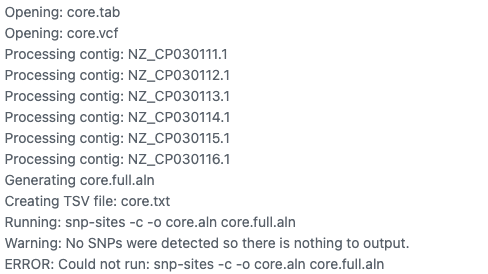 Opening: core.tab
Opening: core.vcf
Processing contig: NZ_CP030111.1
Processing contig: NZ_CP030112.1
Processing contig: NZ_CP030113.1
Processing contig: NZ_CP030114.1
Processing contig: NZ_CP030115.1
Processing contig: NZ_CP030116.1
Generating core.full.aln
Creating TSV file: core.txt
Running: snp-sites -c -o core.aln core.full.aln
Warning: No SNPs were detected so there is nothing to output.
ERROR: Could not run: snp-sites -c -o core.aln core.full.aln